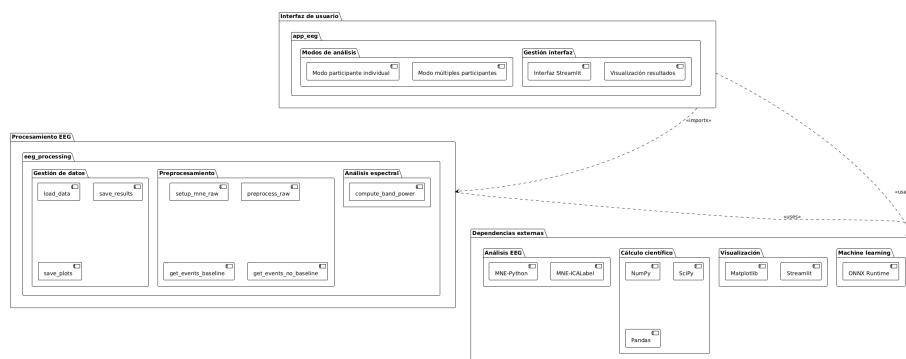 Interfaz de usuario
app_eeg
Modos de análisis
Gestión interfaz
Modo participante individual
Modo múltiples participantes
Interfaz Streamlit
Visualización resultados
«imports»
Procesamiento EEG
eeg_processing
Gestión de datos
Preprocesamiento
Análisis espectral
load_data
save_results
setup_mne_raw
preprocess_raw
compute_band_power
«use
«uses»
Dependencias externas
Análisis EEG
Cálculo científico
Visualización
Machine learning
save_plots
get_events_baseline
get_events_no_baseline
MNE-Python
MNE-ICALabel
NumPy
SciPy
Matplotlib
Streamlit
ONNX Runtime
Pandas